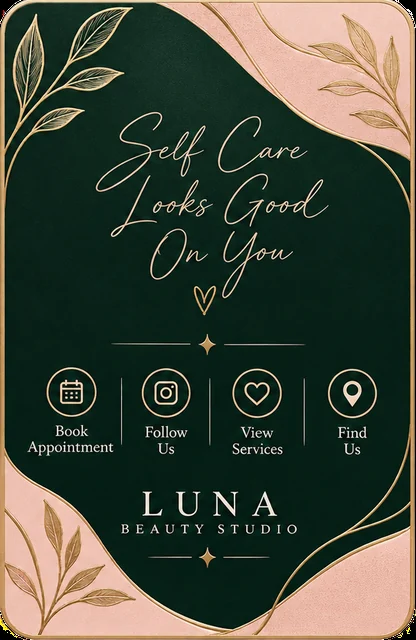 Self Care
Looks Good
On You
Book
Appointment
Follow
Us
View
Services
Find
Us
LUNA
BEAUTY STUDIO